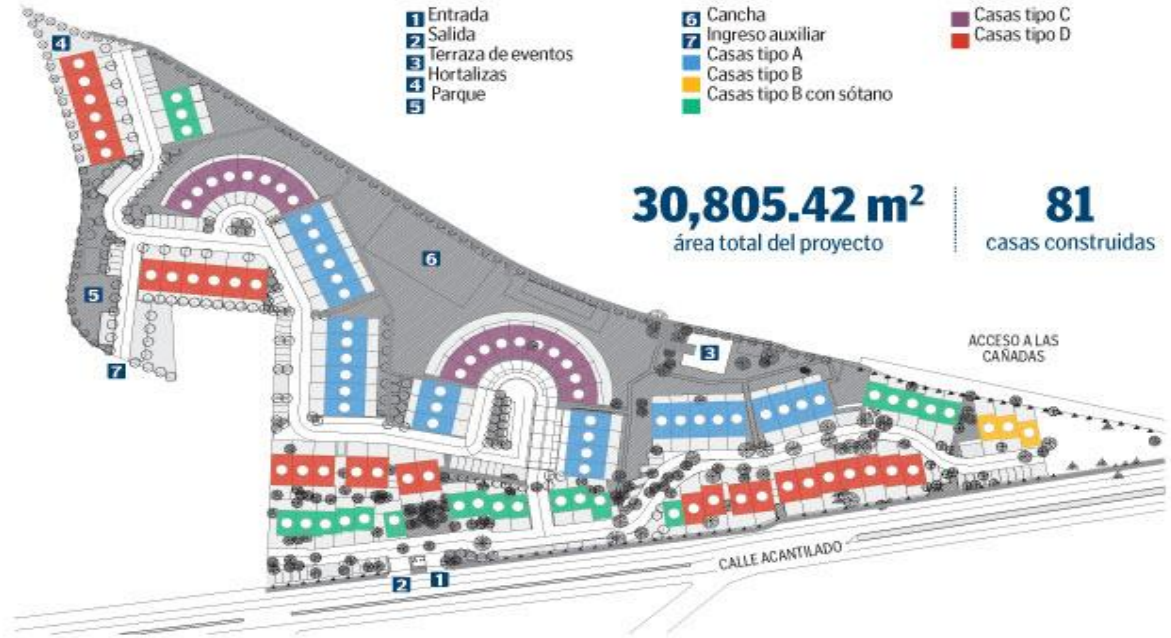 1 Entrada
2 Salida
3 Terraza de eventos
4 Hortalizas
5 Parque
6 Cancha
7 Ingreso auxiliar
Casas tipo A
Casas tipo B
Casas tipo B con sótano
Casas tipo C
Casas tipo D
30,805.42 m²
área total del proyecto
81
casas construidas
4
6
5
7
3
ACCESO A LAS
CAÑADAS
CALLE ACANTILADO
2
1